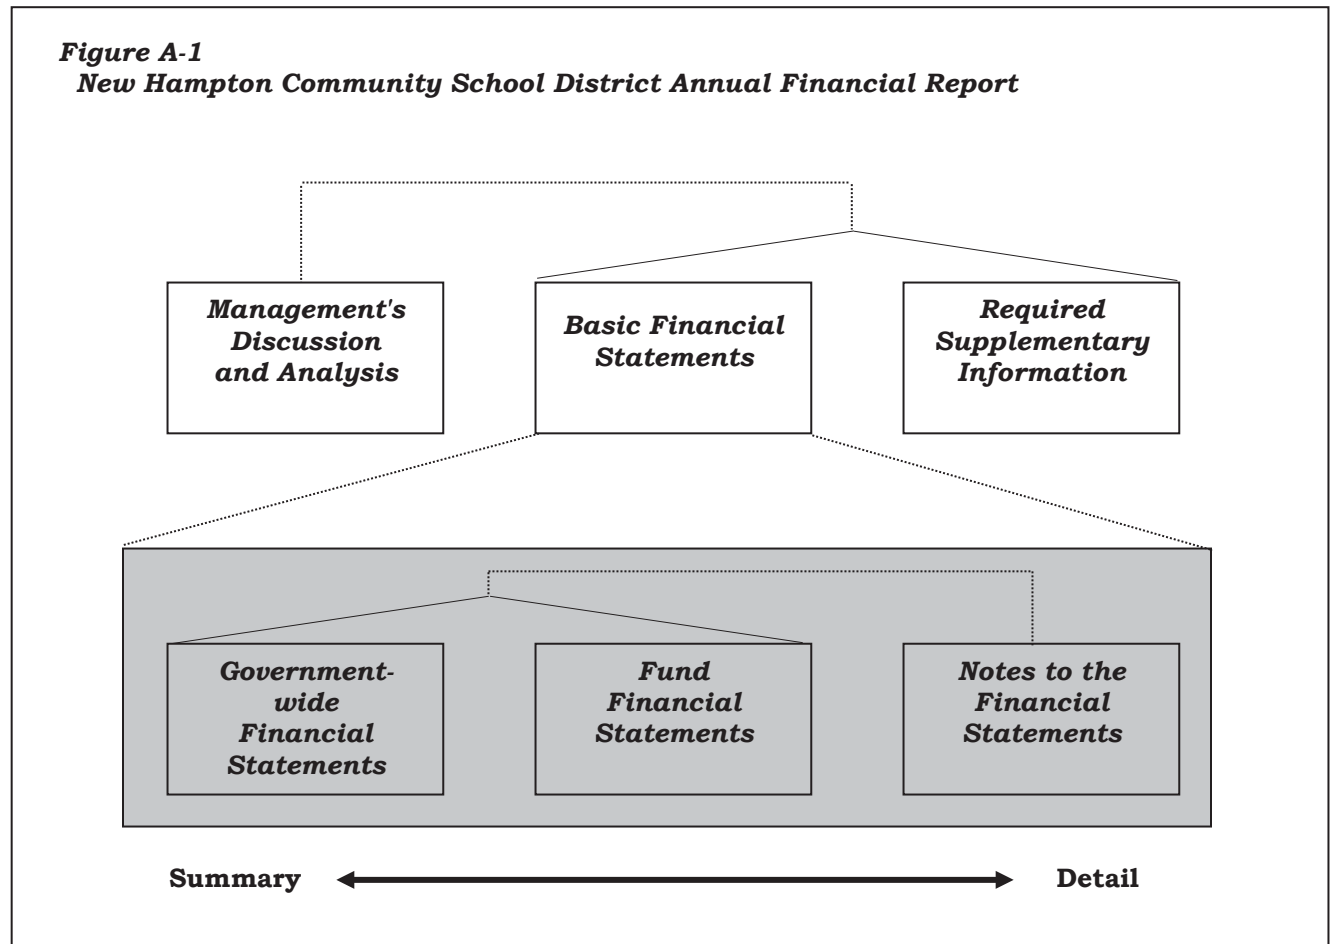 Figure A-1
New Hampton Community School District Annual Financial Report
Management's
Discussion
and Analysis
Basic Financial
Statements
Required
Supplementary
Information
Government-
wide
Financial
Statements
Fund
Financial
Statements
Notes to the
Financial
Statements
Summary
Detail